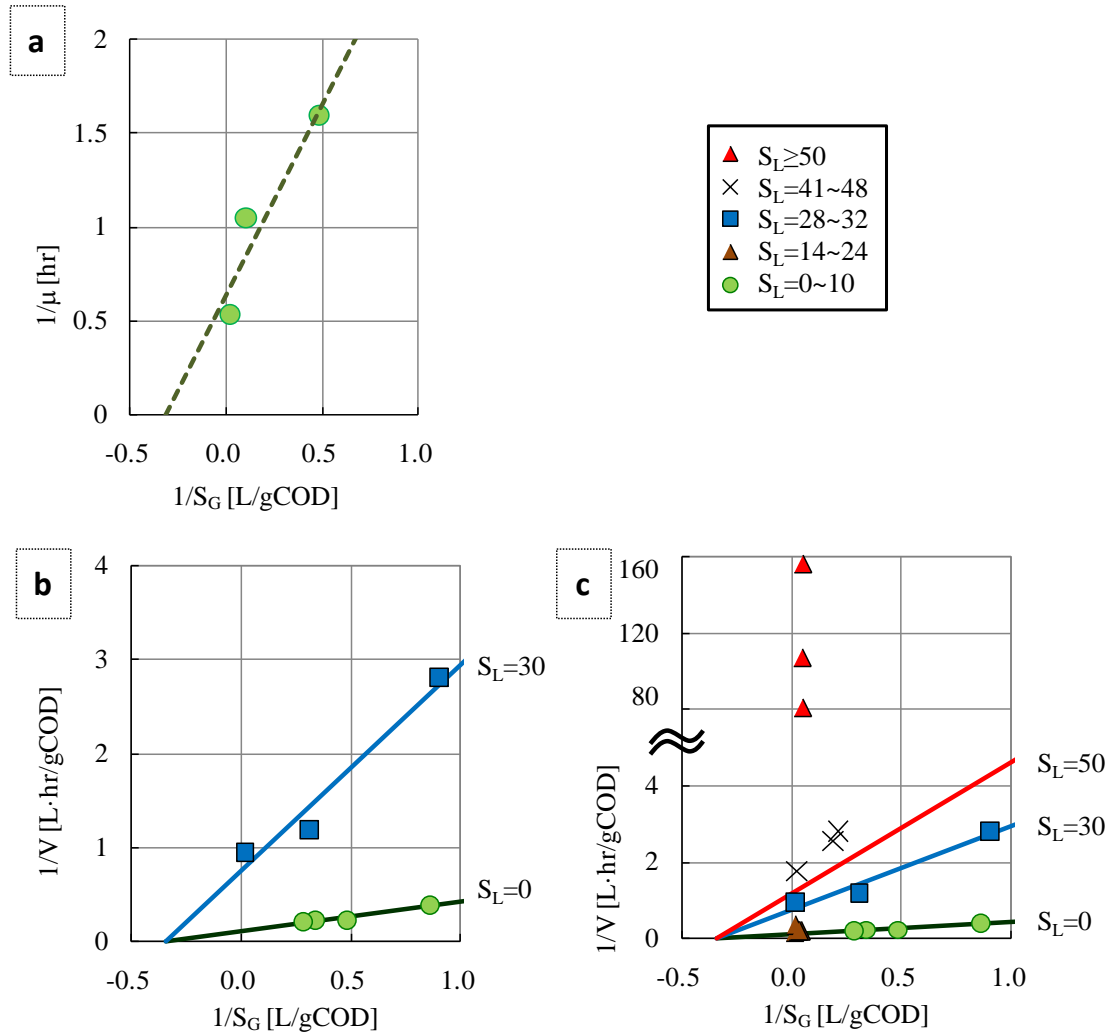 a
2
1.5
1
0.5
0
-0.5
0.0
0.5
1.0
1/μ [hr]
1/S_G [L/gCOD]
S_L≥50
S_L=41~48
S_L=28~32
S_L=14~24
S_L=0~10
b
4
3
2
1
0
-0.5
0.0
0.5
1.0
1/V [L·hr/gCOD]
1/S_G [L/gCOD]
S_L=30
S_L=0
c
160
120
80
4
2
0
-0.5
0.0
0.5
1.0
1/V [L·hr/gCOD]
1/S_G [L/gCOD]
S_L=50
S_L=30
S_L=0